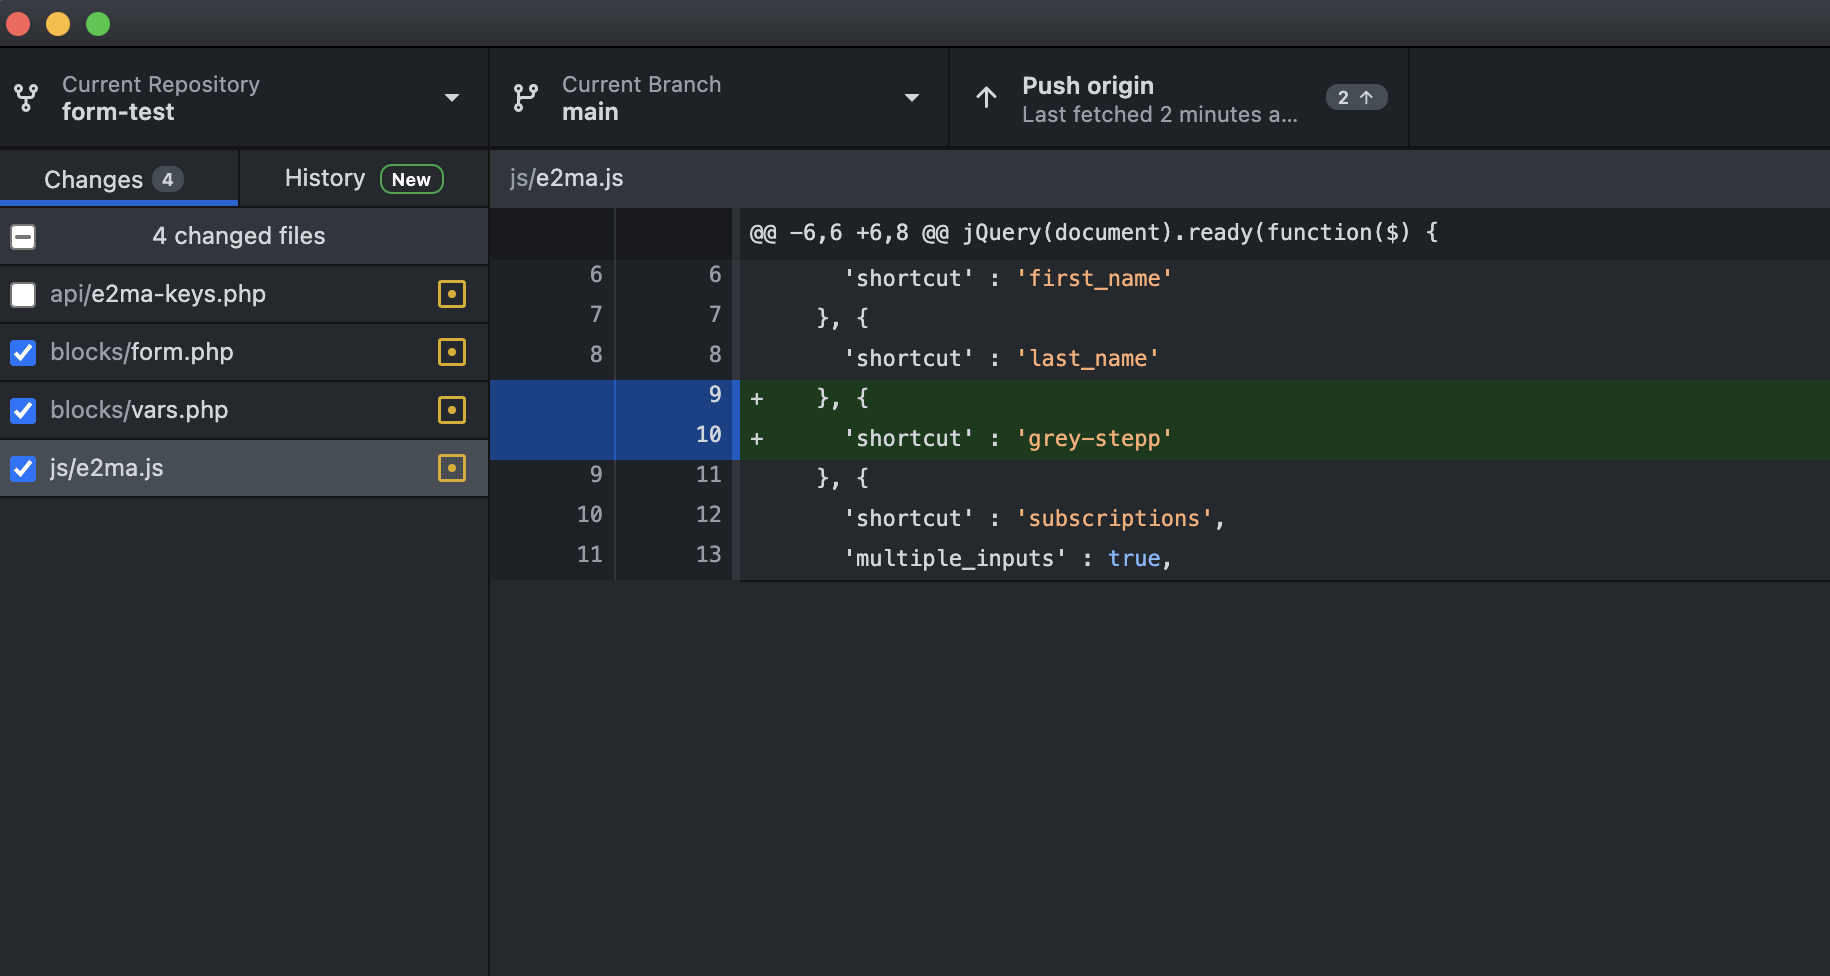 Current Repository
form-test
Current Branch
main
Push origin
Last fetched 2 minutes a...
2 ↑
Changes 4
History New
4 changed files
api/e2ma-keys.php
blocks/form.php
blocks/vars.php
js/e2ma.js
js/e2ma.js
@@ -6,6 +6,8 @@ jQuery(document).ready(function($) {
6 6 'shortcut' : 'first_name'
7 7 }, {
8 8 'shortcut' : 'last_name'
9 + }, {
10 + 'shortcut' : 'grey-stepp'
9 11 }, {
10 12 'shortcut' : 'subscriptions',
11 13 'multiple_inputs' : true,